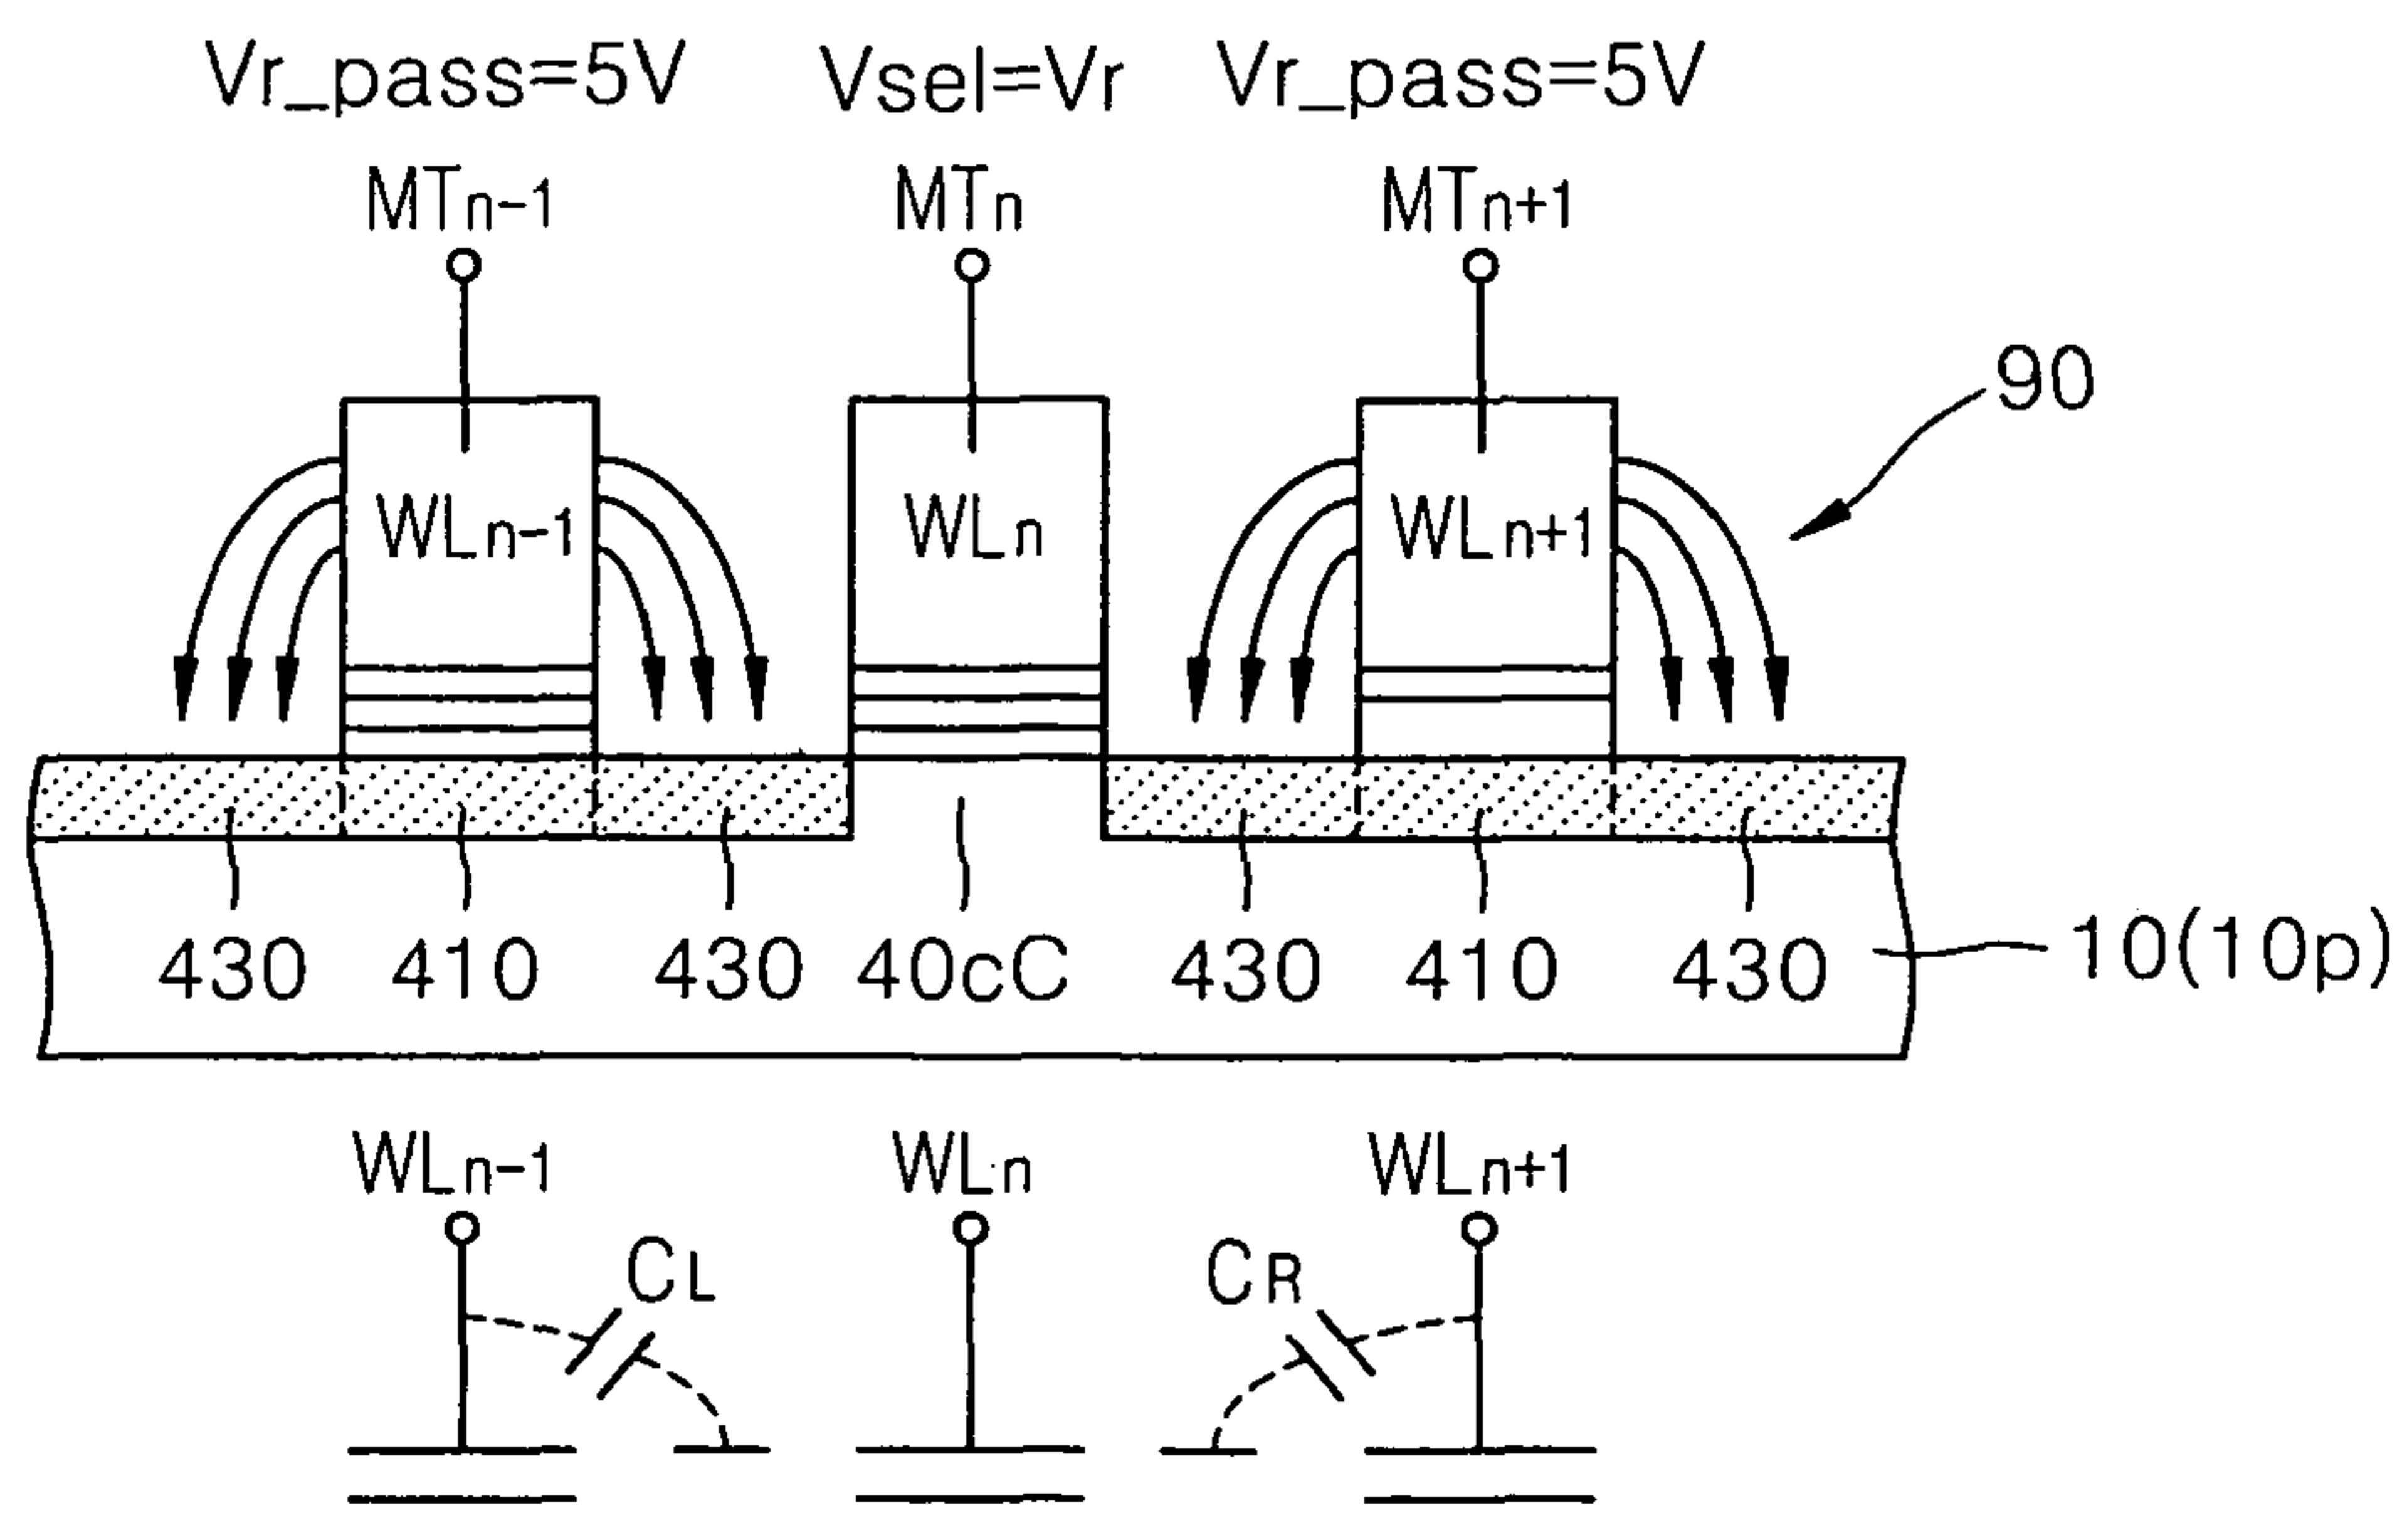 Vr_pass=5V Vsel=Vr Vr_pass=5V
MTn-1 MTn MTn+1
90
WLn-1 WLn WLn+1
430 410 430 40cC 430 410 430 10(10p)
WLn-1 WLn WLn+1
CL CR